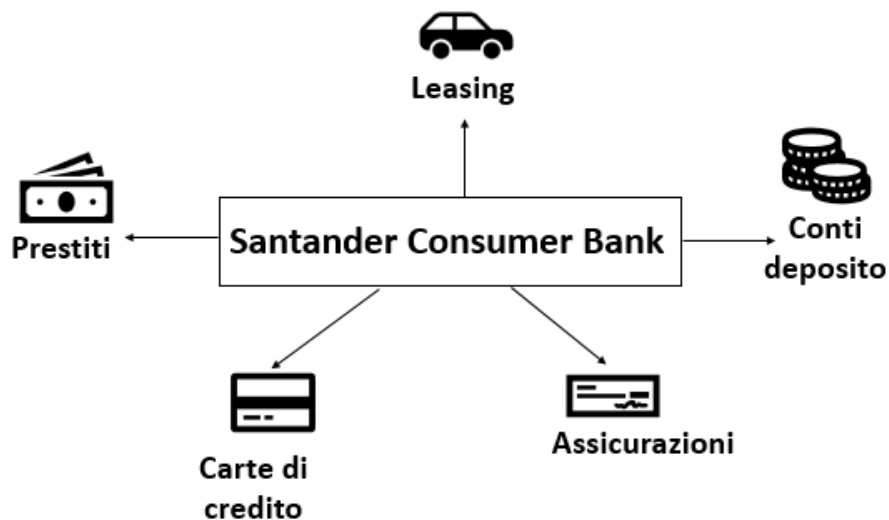 Leasing
Prestiti
Santander Consumer Bank
Conti
deposito
Carte di
credito
Assicurazioni